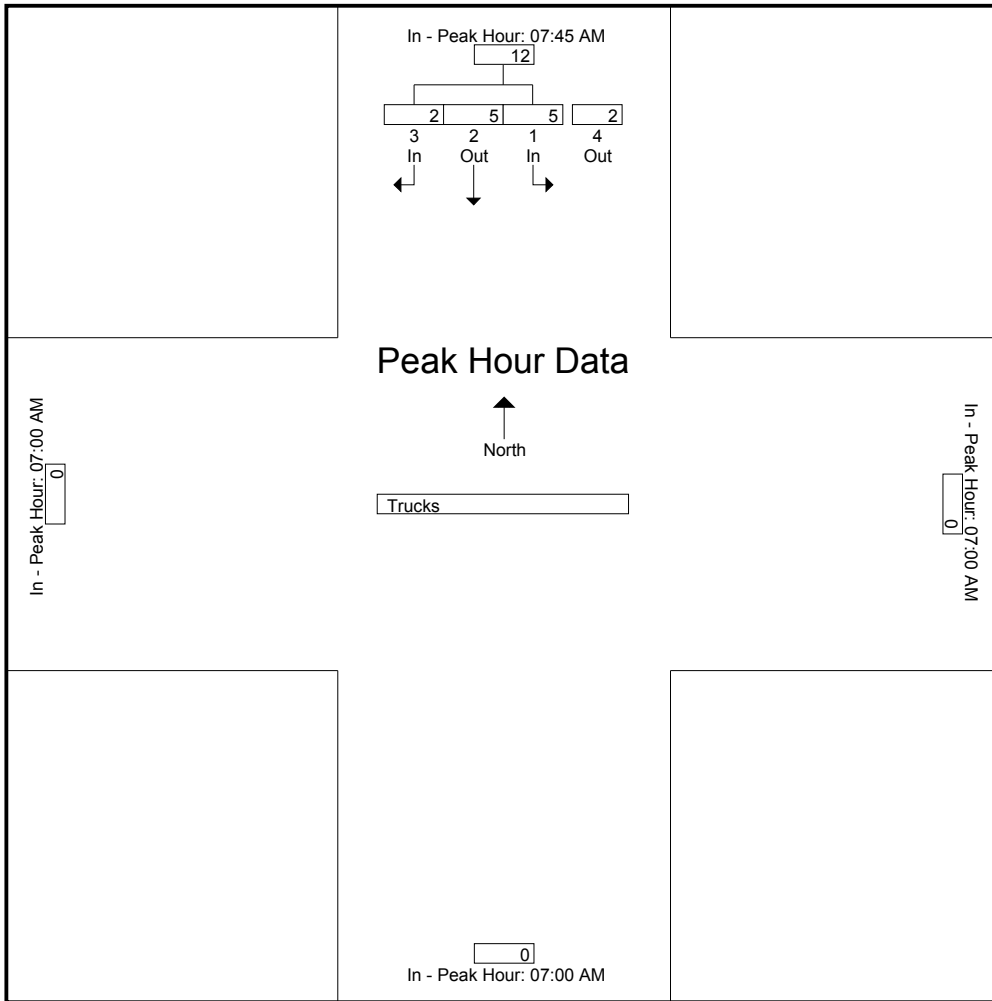 In - Peak Hour: 07:45 AM
12
2 5 5 2
3 2 1 4
In Out In Out
Peak Hour Data
North
Trucks
In - Peak Hour: 07:00 AM
0
0
In - Peak Hour: 07:00 AM
0
In - Peak Hour: 07:00 AM